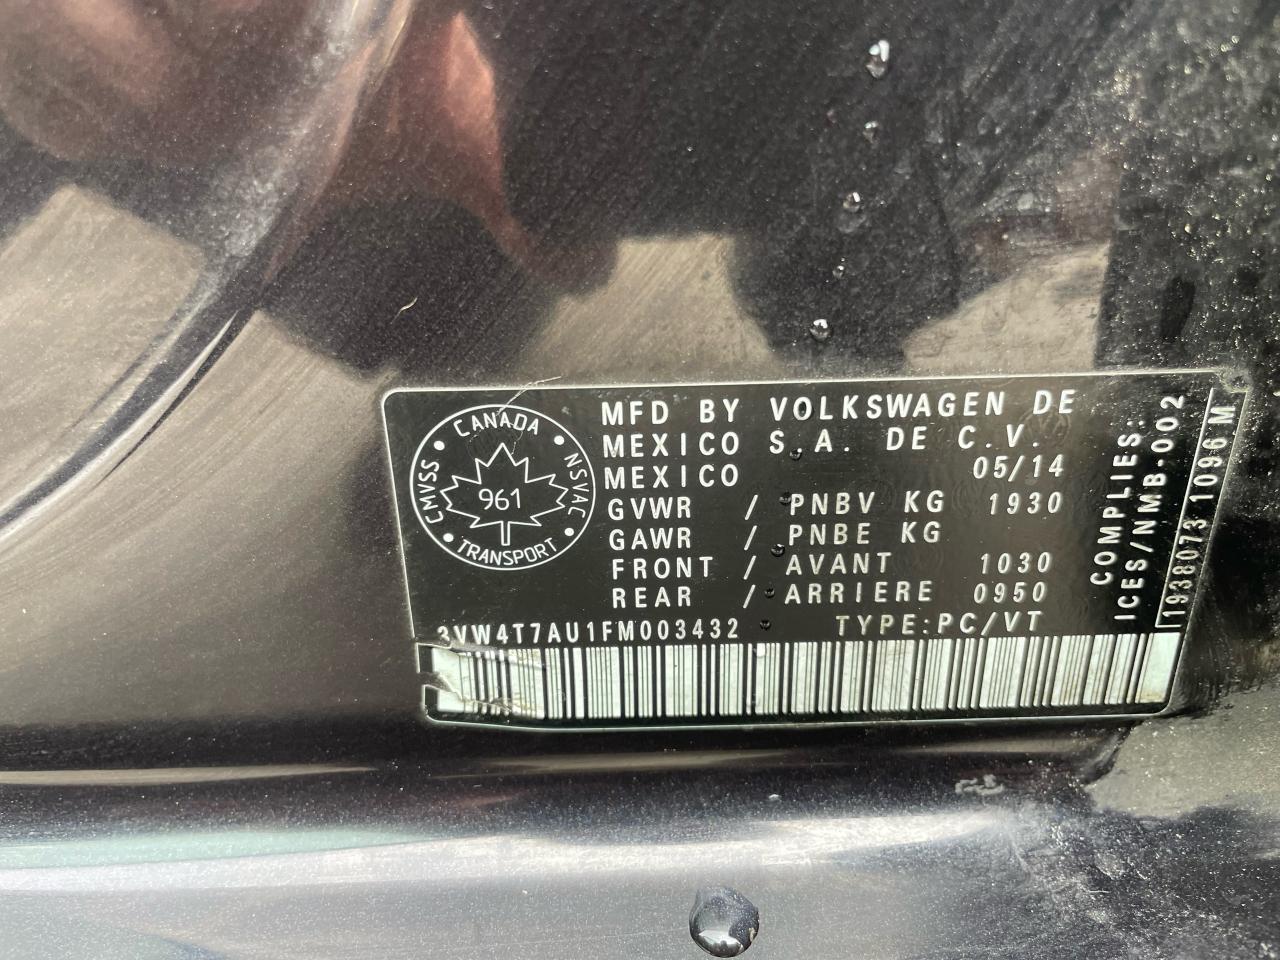 CANADA
CMVSS
NSVAC
961
TRANSPORT
MFD BY VOLKSWAGEN DE
MEXICO S.A. DE C.V.
MEXICO 05/14
GVWR / PNBV KG 1930
GAWR / PNBE KG
FRONT / AVANT 1030
REAR / ARRIERE 0950
3VW4T7AU1FM003432 TYPE:PC/VT
COMPLIES:
ICES/NMB-002
1938073 1096 M